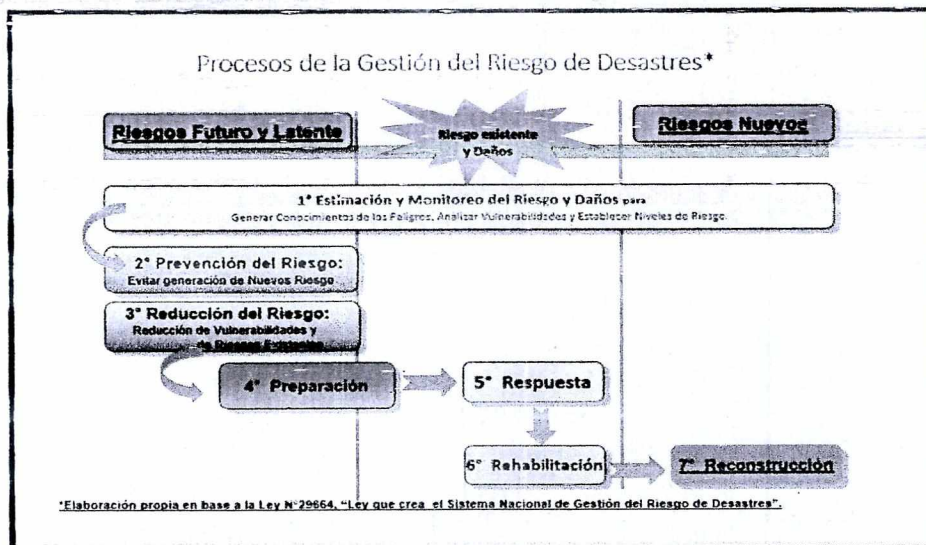 Procesos de la Gestión del Riesgo de Desastres*
Riesgos Futuro y Latente
Riesgo existente
y Daños
Riesgos Nuevos
1° Estimación y Monitoreo del Riesgo y Daños para
Generar Conocimientos de los Peligros, Analizar Vulnerabilidades y Establecer Niveles de Riesgo.
2° Prevención del Riesgo:
Evitar generación de Nuevos Riesgo
3° Reducción del Riesgo:
Reducción de Vulnerabilidades y
de Riesgos Existentes
4° Preparación
5° Respuesta
6° Rehabilitación
7° Reconstrucción
*Elaboración propia en base a la Ley N°29664, "Ley que crea el Sistema Nacional de Gestión del Riesgo de Desastres".